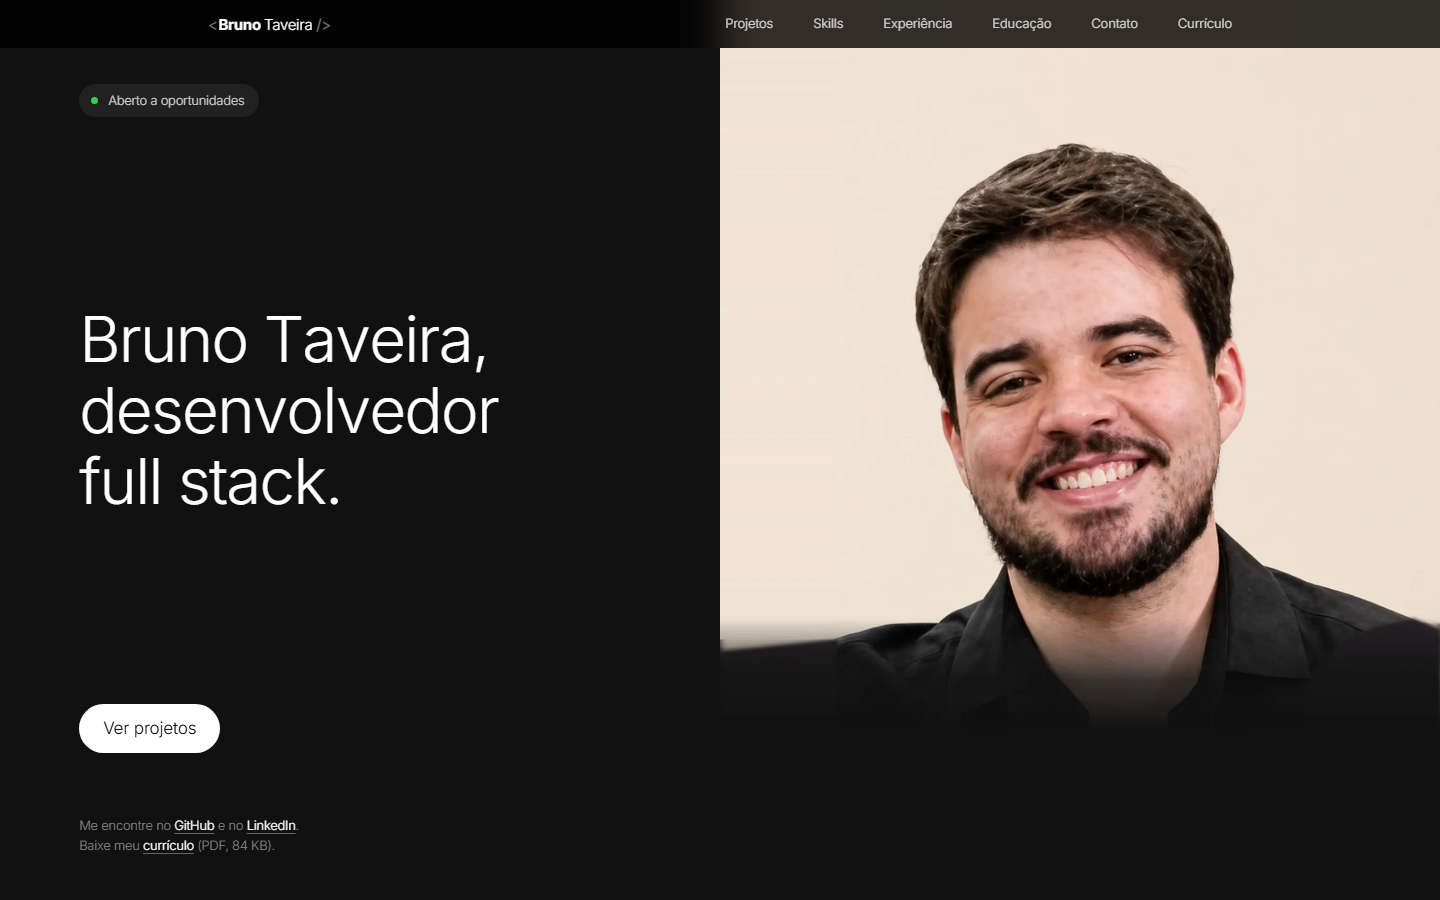 <Bruno Taveira />
Projetos Skills Experiência Educação Contato Currículo
Aberto a oportunidades
Bruno Taveira,
desenvolvedor
full stack.
Ver projetos
Me encontre no GitHub e no LinkedIn.
Baixe meu currículo (PDF, 84 KB).